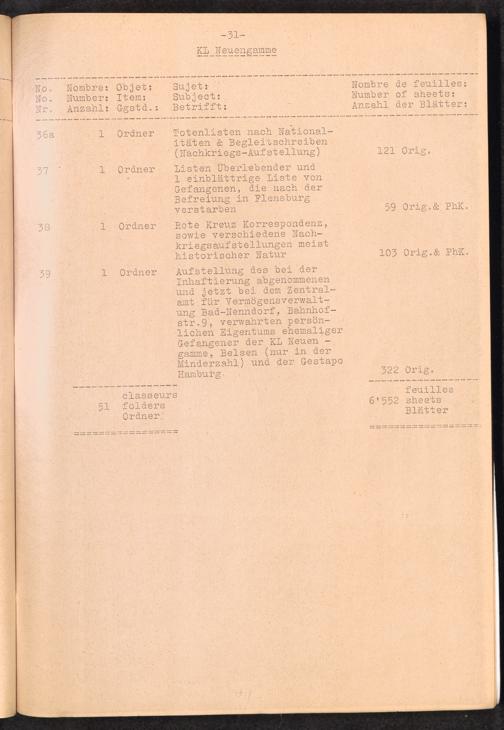 -31-
KL Neuengamme
No. Nombre: Objet: Sujet: Nombre de feuilles:
No. Number: Item: Subject: Number of sheets:
Nr. Anzahl: Ggstd.: Betrifft: Anzahl der Blätter:
36a 1 Ordner Totenlisten nach National-
itäten & Begleitschreiben
(Nachkriegs-Aufstellung) 121 Orig.
37 1 Ordner Listen Überlebender und
1 einblättrige Liste von
Gefangenen, die nach der
Befreiung in Flensburg
verstarben 59 Orig.& PhK.
38 1 Ordner Rote Kreuz Korrespondenz,
sowie verschiedene Nach-
kriegsaufstellungen meist
historischer Natur 103 Orig.& PhK.
39 1 Ordner Aufstellung des bei der
Inhaftierung abgenommenen
und jetzt bei dem Zentral-
amt für Vermögensverwalt-
ung Bad-Nenndorf, Bahnhof-
str.9, verwahrten persön-
lichen Eigentums ehemaliger
Gefangener der KL Neuen -
gamme, Belsen (nur in der
Minderzahl) und der Gestapo
Hamburg. 322 Orig.
classeurs feuilles
51 folders 6'552 sheets
Ordner Blätter